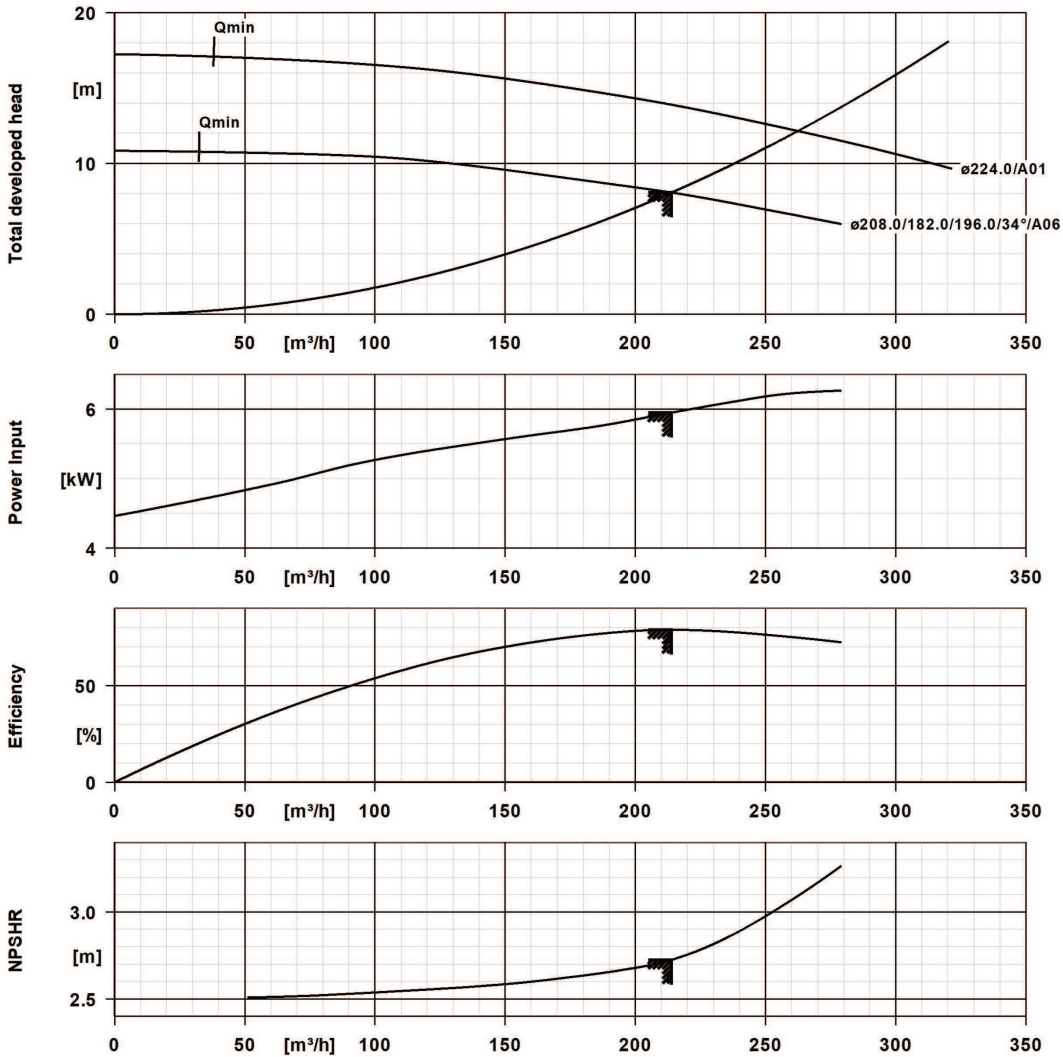 20
Qmin
[m]
Qmin
Total developed head
10
ø224.0/A01
ø208.0/182.0/196.0/34°/A06
0
0 50 [m³/h] 100 150 200 250 300 350
6
Power Input
[kW]
4
0 50 [m³/h] 100 150 200 250 300 350
50
Efficiency
[%]
0
0 50 [m³/h] 100 150 200 250 300 350
3.0
NPSHR
[m]
2.5
0 50 [m³/h] 100 150 200 250 300 350